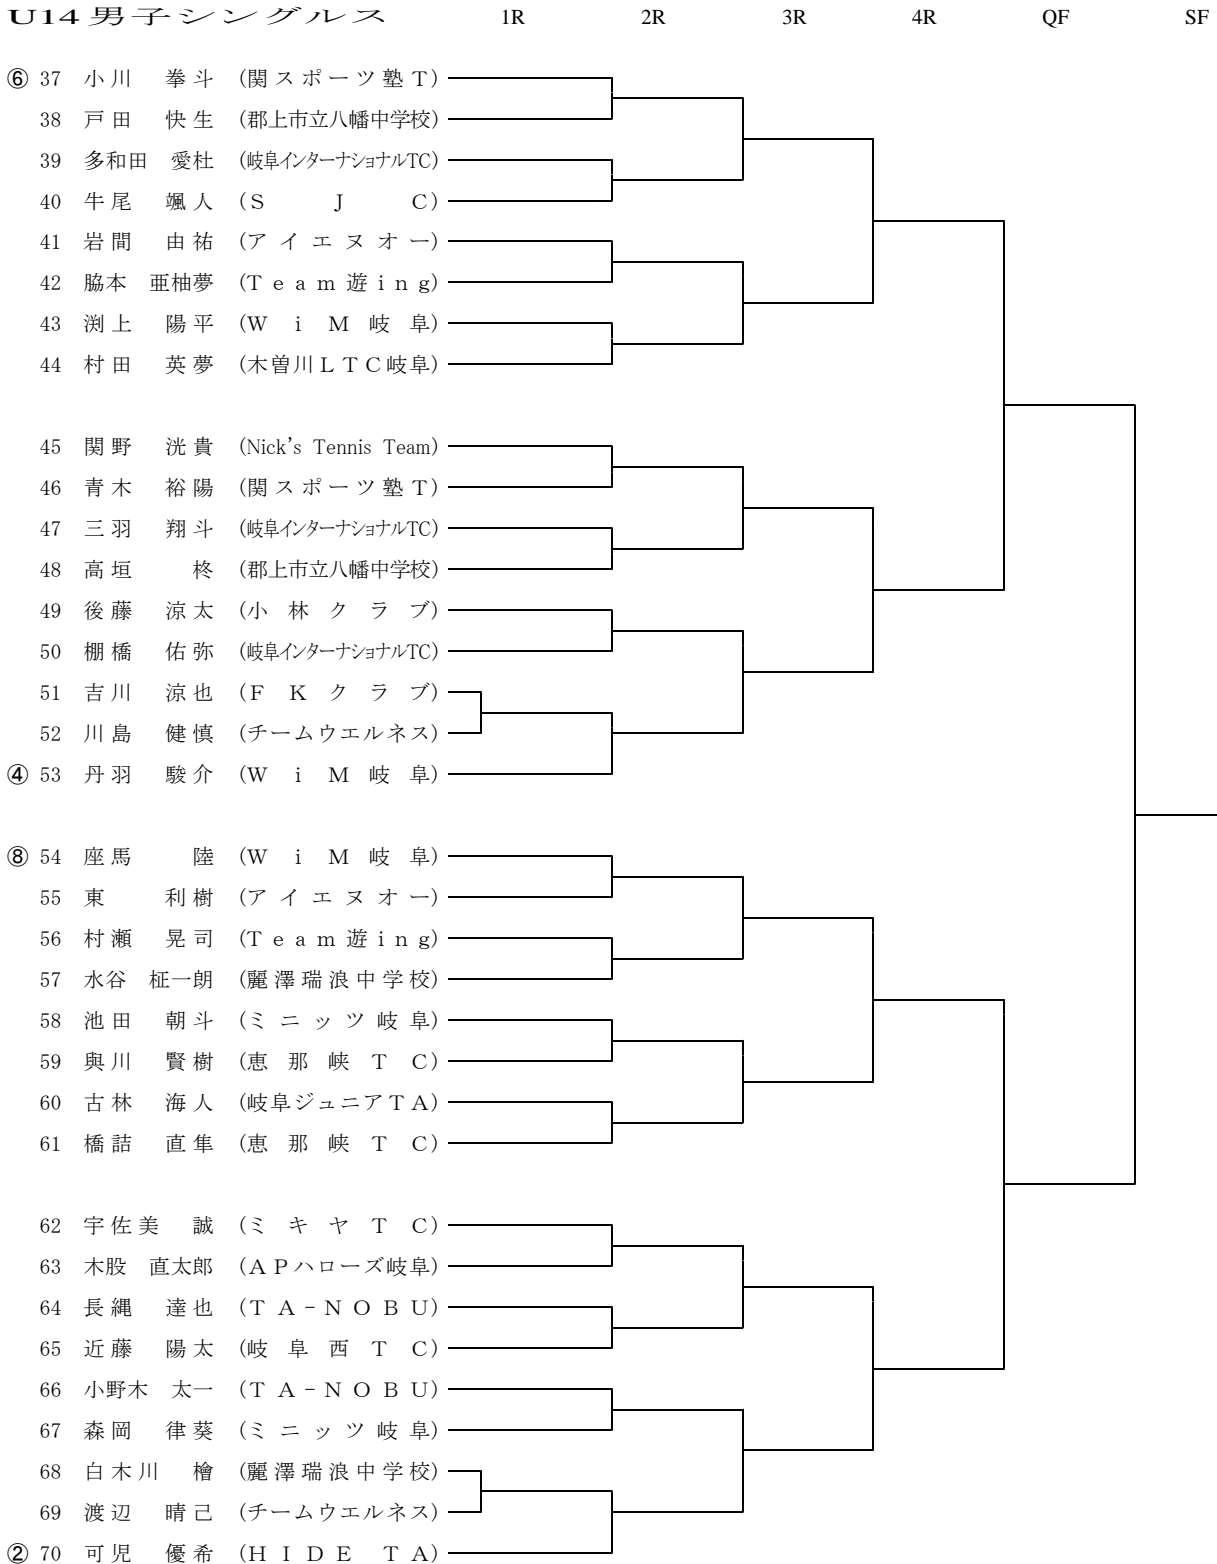 U14男子シングルス 1R 2R 3R 4R QF SF
⑥ 37 小川 拳斗 (関スポーツ塾T)
38 戸田 快生 (郡上市立八幡中学校)
39 多和田 愛杜 (岐阜インターナショナルTC)
40 牛尾 颯人 (SJC)
41 岩間 由祐 (アイエヌオー)
42 脇本 亜柚夢 (Team遊ing)
43 渕上 陽平 (WiM岐阜)
44 村田 英夢 (木曽川LTC岐阜)
45 関野 洸貴 (Nick's Tennis Team)
46 青木 裕陽 (関スポーツ塾T)
47 三羽 翔斗 (岐阜インターナショナルTC)
48 高垣 柊 (郡上市立八幡中学校)
49 後藤 涼太 (小林クラブ)
50 棚橋 佑弥 (岐阜インターナショナルTC)
51 吉川 涼也 (FKクラブ)
52 川島 健慎 (チームウエルネス)
④ 53 丹羽 駿介 (WiM岐阜)
⑧ 54 座馬 陸 (WiM岐阜)
55 東 利樹 (アイエヌオー)
56 村瀬 晃司 (Team遊ing)
57 水谷 柾一朗 (麗澤瑞浪中学校)
58 池田 朝斗 (ミニッツ岐阜)
59 與川 賢樹 (恵那峡TC)
60 古林 海人 (岐阜ジュニアTA)
61 橋詰 直隼 (恵那峡TC)
62 宇佐美 誠 (ミキヤTC)
63 木股 直太郎 (APハローズ岐阜)
64 長縄 達也 (TA-NOBU)
65 近藤 陽太 (岐阜西TC)
66 小野木 太一 (TA-NOBU)
67 森岡 律葵 (ミニッツ岐阜)
68 白木川 檜 (麗澤瑞浪中学校)
69 渡辺 晴己 (チームウエルネス)
② 70 可児 優希 (HIDE TA)